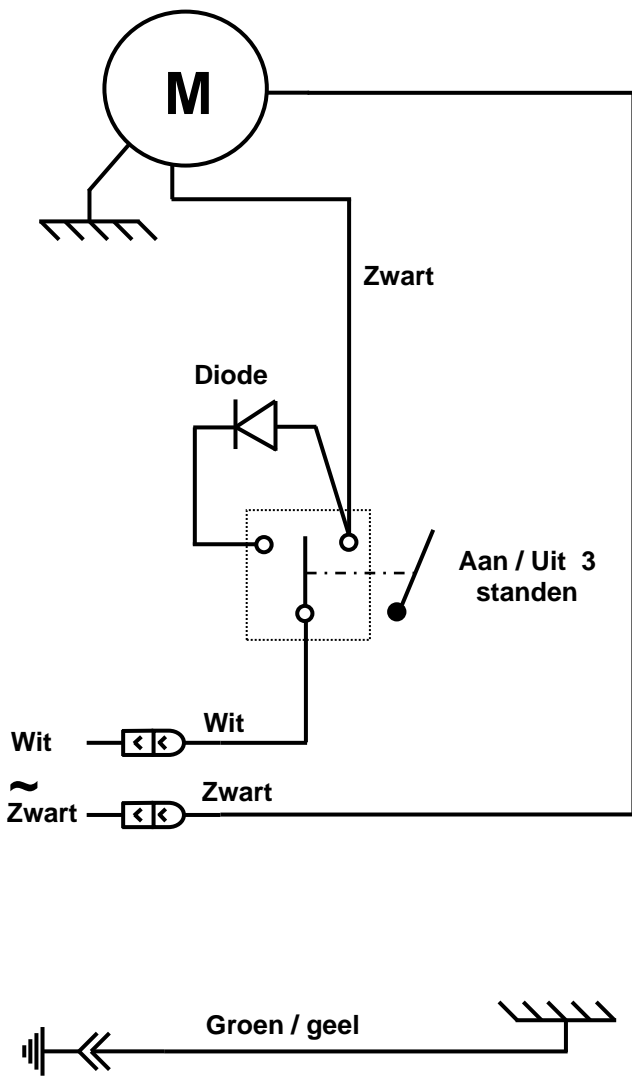 M
Zwart
Diode
Aan / Uit 3
standen
Wit
Wit
~
Zwart
Zwart
Groen / geel